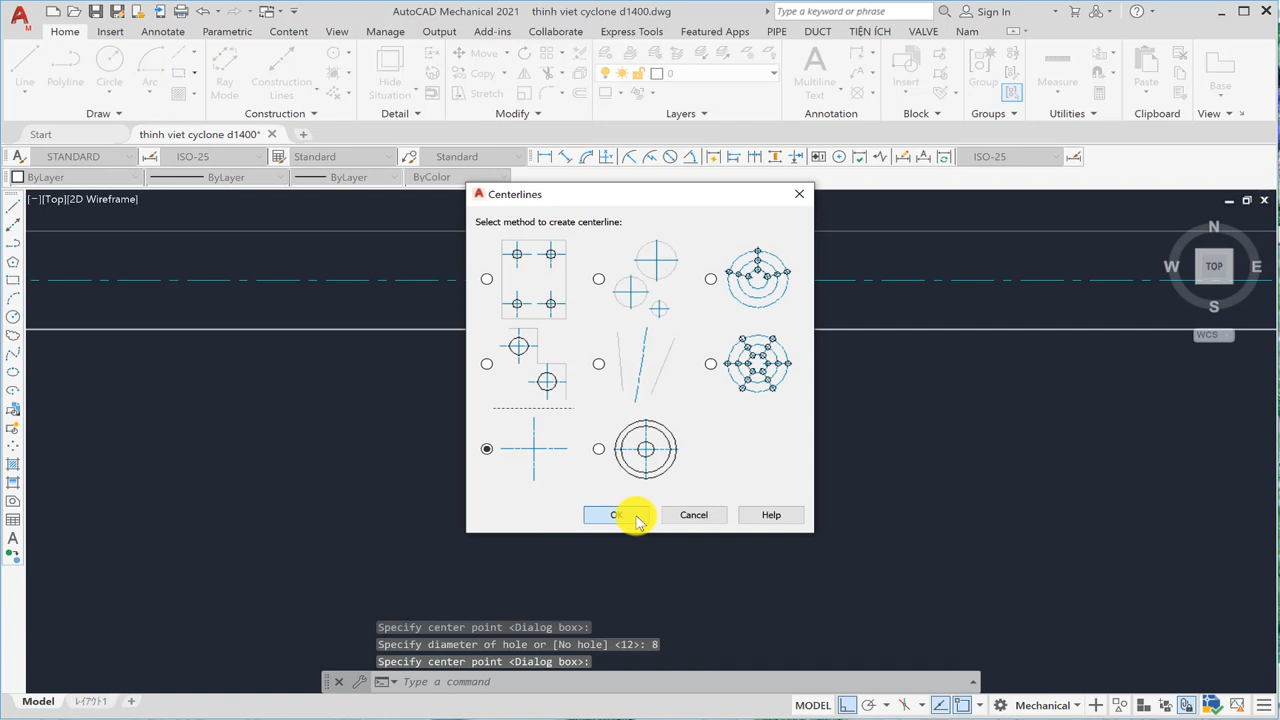 AutoCAD Mechanical 2021 thinh viet cyclone d1400.dwg
Type a keyword or phrase
Sign In
Home Insert Annotate Parametric Content View Manage Output Add-ins Collaborate Express Tools Featured Apps PIPE DUCT TIỆN ÍCH VALVE Nam
Line Polyline Circle Arc
Ray Mode
Construction Lines
Hide Situation
Move
Copy
Stretch
0
Multiline Text
Insert
Group
Measure
Paste
Base
Draw Construction Detail Modify Layers Annotation Block Groups Utilities Clipboard View
Start
thinh viet cyclone d1400*
STANDARD ISO-25 Standard Standard ISO-25
ByLayer ByLayer ByLayer ByColor
[−][Top][2D Wireframe]
Centerlines
Select method to create centerline:
N
W TOP E
S
WCS
OK Cancel Help
Specify center point <Dialog box>:
Specify diameter of hole or [No hole] <12>: 8
Specify center point <Dialog box>:
Type a command
Model レイアウト1
MODEL
Mechanical